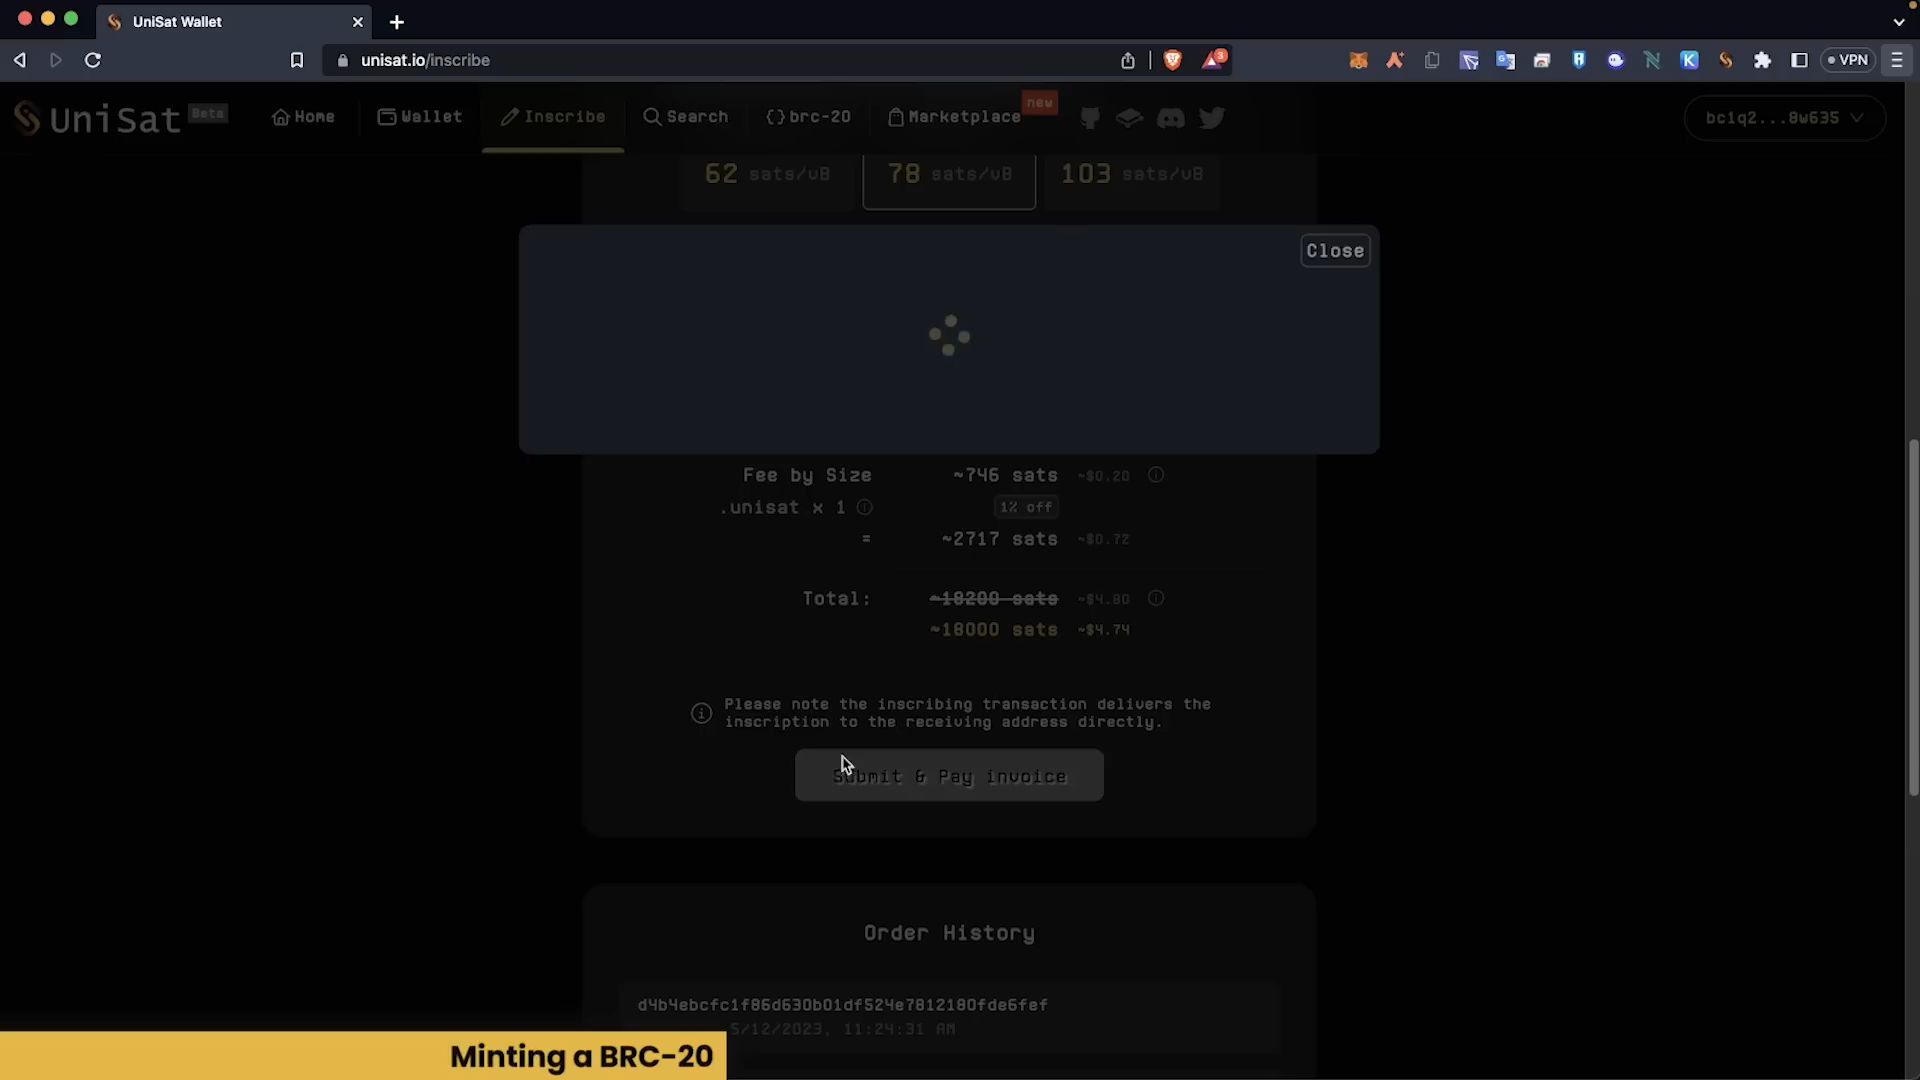 UniSat Wallet
unisat.io/inscribe
3
VPN
UniSat Beta
Home
Wallet
Inscribe
Search
{} brc-20
Marketplace
new
bc1q2...8w635
62 sats/vB
78 sats/vB
103 sats/vB
Close
Fee by Size ~746 sats ~$0.20
.unisat x 1 1% off
= ~2717 sats ~$0.72
Total: ~18200 sats ~$4.80
~18000 sats ~$4.74
Please note the inscribing transaction delivers the
inscription to the receiving address directly.
Submit & Pay invoice
Order History
d4b4ebcfc1f86d630b01df524e7812180fde6fef
5/12/2023, 11:24:31 AM
Minting a BRC-20